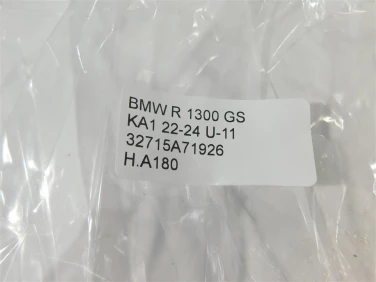 BMW R 1300 GS
KA1 22-24 U-11
32715A71926
H.A180